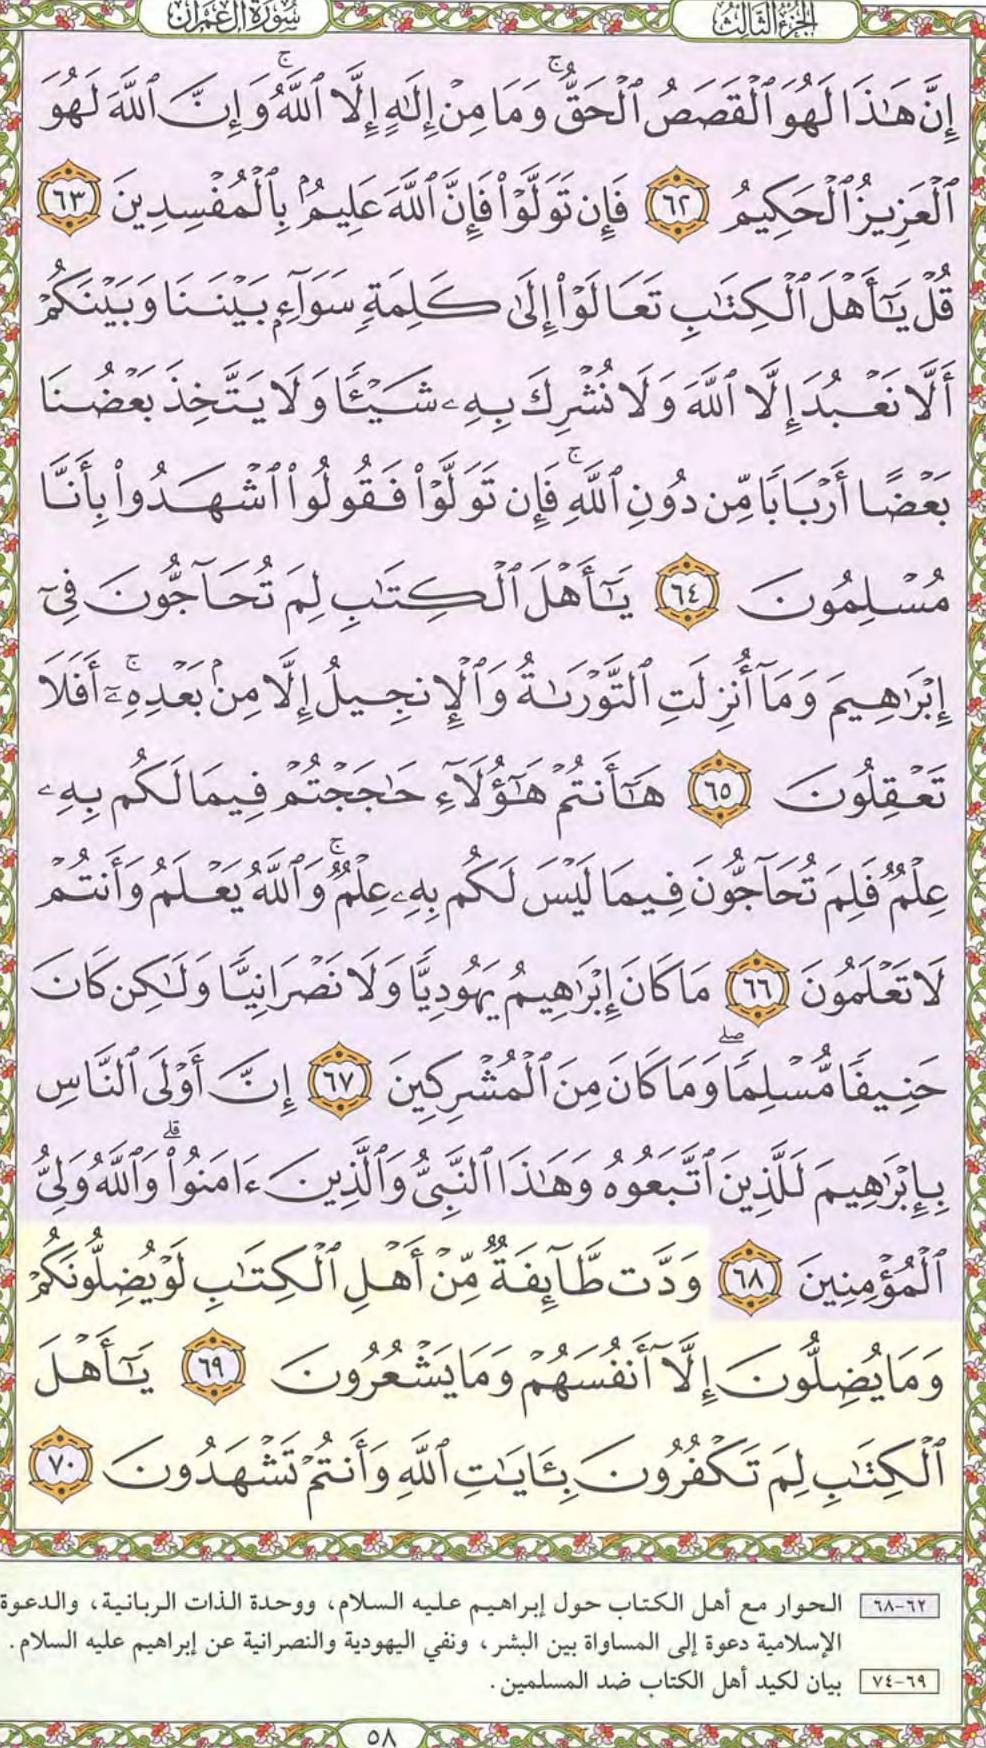 سُورَةُ آلِ عِمْرَانَ
الجُزْءُ الثَّالِثُ
إِنَّ هَٰذَا لَهُوَ ٱلْقَصَصُ ٱلْحَقُّ ۚ وَمَا مِنْ إِلَٰهٍ إِلَّا ٱللَّهُ ۚ وَإِنَّ ٱللَّهَ لَهُوَ
ٱلْعَزِيزُ ٱلْحَكِيمُ ٦٢ فَإِن تَوَلَّوْا۟ فَإِنَّ ٱللَّهَ عَلِيمٌۢ بِٱلْمُفْسِدِينَ ٦٣
قُلْ يَٰٓأَهْلَ ٱلْكِتَٰبِ تَعَالَوْا۟ إِلَىٰ كَلِمَةٍ سَوَآءٍۭ بَيْنَنَا وَبَيْنَكُمْ
أَلَّا نَعْبُدَ إِلَّا ٱللَّهَ وَلَا نُشْرِكَ بِهِۦ شَيْـًٔا وَلَا يَتَّخِذَ بَعْضُنَا
بَعْضًا أَرْبَابًا مِّن دُونِ ٱللَّهِ ۚ فَإِن تَوَلَّوْا۟ فَقُولُوا۟ ٱشْهَدُوا۟ بِأَنَّا
مُسْلِمُونَ ٦٤ يَٰٓأَهْلَ ٱلْكِتَٰبِ لِمَ تُحَآجُّونَ فِىٓ
إِبْرَٰهِيمَ وَمَآ أُنزِلَتِ ٱلتَّوْرَىٰةُ وَٱلْإِنجِيلُ إِلَّا مِنۢ بَعْدِهِۦٓ ۚ أَفَلَا
تَعْقِلُونَ ٦٥ هَٰٓأَنتُمْ هَٰٓؤُلَآءِ حَٰجَجْتُمْ فِيمَا لَكُم بِهِۦ
عِلْمٌ فَلِمَ تُحَآجُّونَ فِيمَا لَيْسَ لَكُم بِهِۦ عِلْمٌ ۚ وَٱللَّهُ يَعْلَمُ وَأَنتُمْ
لَا تَعْلَمُونَ ٦٦ مَا كَانَ إِبْرَٰهِيمُ يَهُودِيًّا وَلَا نَصْرَانِيًّا وَلَٰكِن كَانَ
حَنِيفًا مُّسْلِمًا ۖ وَمَا كَانَ مِنَ ٱلْمُشْرِكِينَ ٦٧ إِنَّ أَوْلَى ٱلنَّاسِ
بِإِبْرَٰهِيمَ لَلَّذِينَ ٱتَّبَعُوهُ وَهَٰذَا ٱلنَّبِىُّ وَٱلَّذِينَ ءَامَنُوا۟ ۗ وَٱللَّهُ وَلِىُّ
ٱلْمُؤْمِنِينَ ٦٨ وَدَّت طَّآئِفَةٌ مِّنْ أَهْلِ ٱلْكِتَٰبِ لَوْ يُضِلُّونَكُمْ
وَمَا يُضِلُّونَ إِلَّآ أَنفُسَهُمْ وَمَا يَشْعُرُونَ ٦٩ يَٰٓأَهْلَ
ٱلْكِتَٰبِ لِمَ تَكْفُرُونَ بِـَٔايَٰتِ ٱللَّهِ وَأَنتُمْ تَشْهَدُونَ ٧٠
٦٢-٦٨ الحوار مع أهل الكتاب حول إبراهيم عليه السلام، ووحدة الذات الربانية، والدعوة
الإسلامية دعوة إلى المساواة بين البشر، ونفي اليهودية والنصرانية عن إبراهيم عليه السلام.
٦٩-٧٤ بيان لكيد أهل الكتاب ضد المسلمين.
٥٨